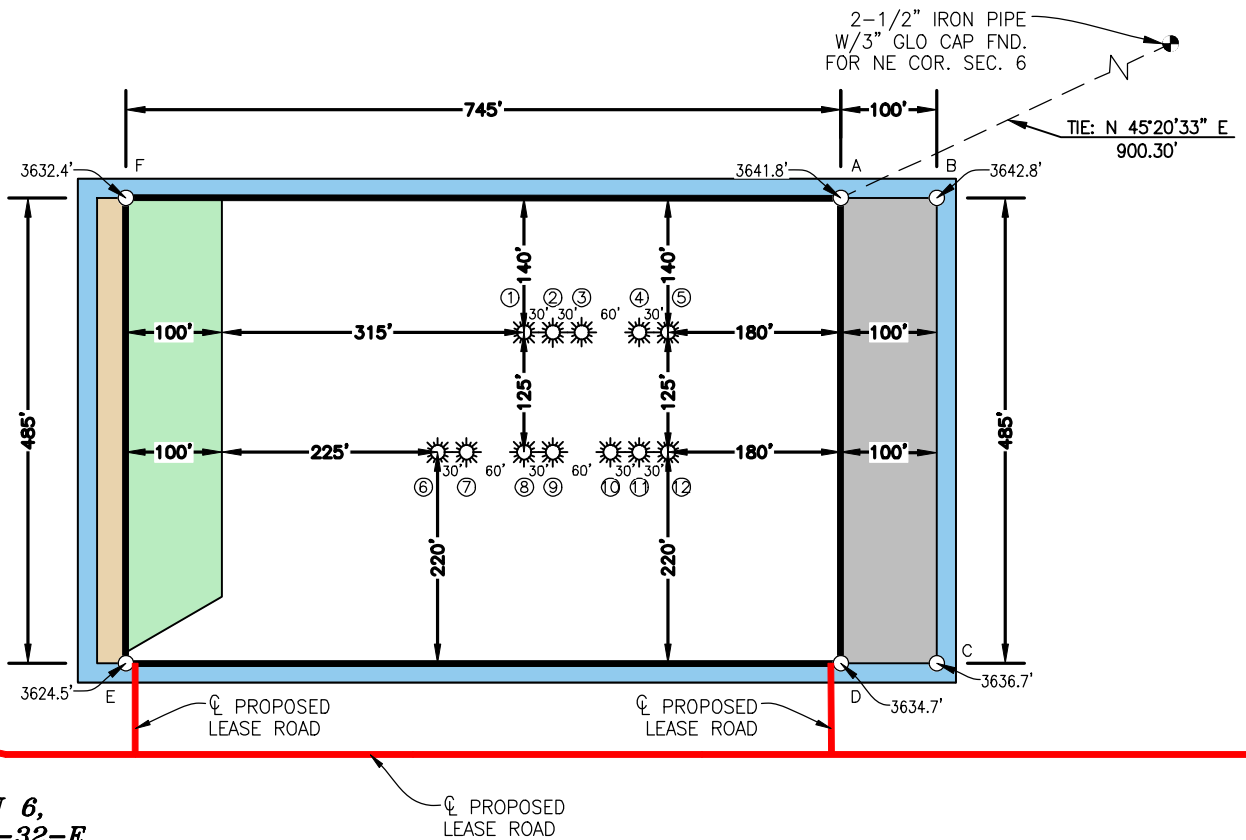 2-1/2" IRON PIPE
W/3" GLO CAP FND.
FOR NE COR. SEC. 6
745'
100'
TIE: N 45°20'33" E
900.30'
3632.4'
F
3641.8'
A
B
3642.8'
140'
140'
1
2
3
4
5
30'
30'
60'
30'
100'
315'
180'
100'
485'
125'
125'
485'
100'
225'
180'
100'
30'
60'
30'
60'
30'
30'
6
7
8
9
10
11
12
220'
220'
C
3624.5'
E
D
3636.7'
3634.7'
℄ PROPOSED
LEASE ROAD
℄ PROPOSED
LEASE ROAD
6,
-32-E
℄ PROPOSED
LEASE ROAD